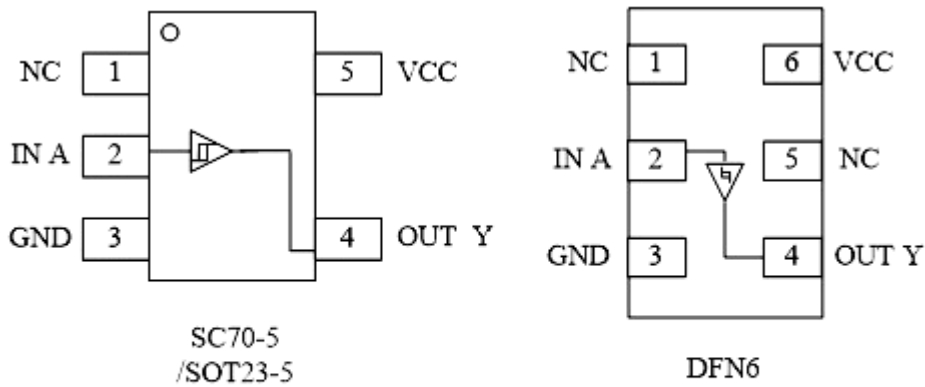 NC 1 5 VCC
IN A 2
GND 3 4 OUT Y
SC70-5
/SOT23-5
NC 1 6 VCC
IN A 2 5 NC
GND 3 4 OUT Y
DFN6